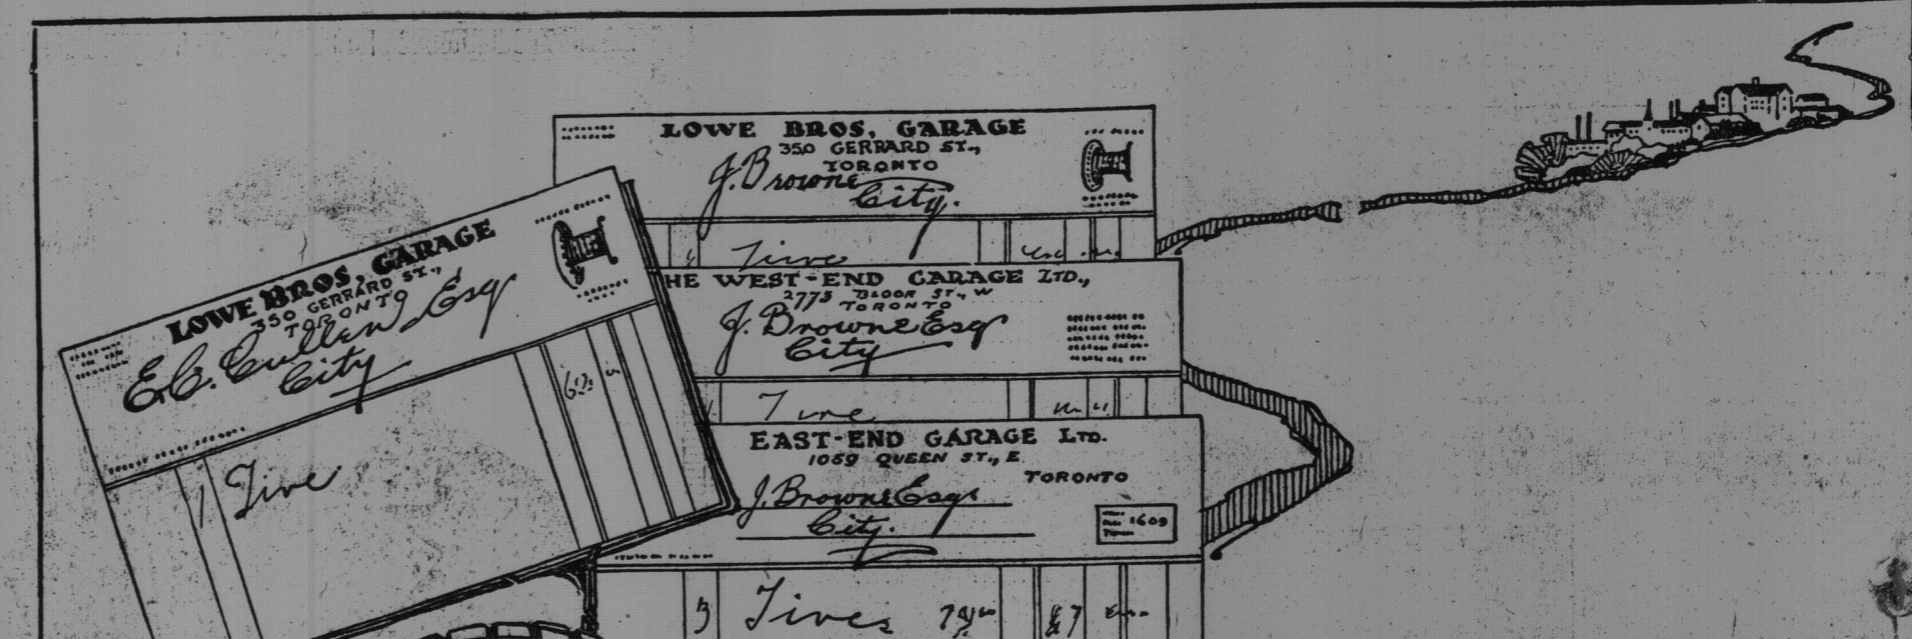 LOWE BROS, GARAGE
350 GERRARD ST.,
TORONTO
J. Browne
City.
Tire
LOWE BROS, GARAGE
350 GERRARD ST.,
TORONTO
E.C. Cullen, Esq
City
1 Tire
HE WEST-END GARAGE LTD.,
2773 BLOOR ST., W
TORONTO
J. Browne Esq
City
Tire
EAST-END GARAGE LTD.
1059 QUEEN ST., E
TORONTO
J. Browne Esqr
City.
1609
3 Tires